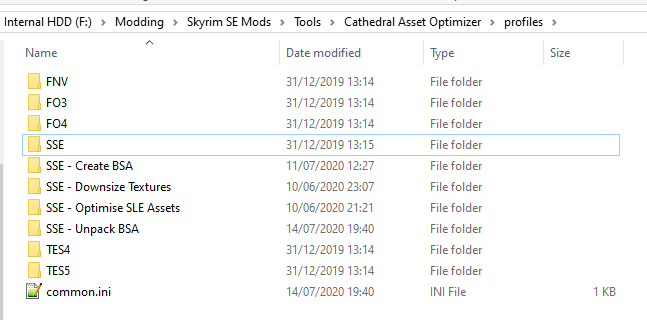 Internal HDD (F:) > Modding > Skyrim SE Mods > Tools > Cathedral Asset Optimizer > profiles >
Name Date modified Type Size
FNV 31/12/2019 13:14 File folder
FO3 31/12/2019 13:14 File folder
FO4 31/12/2019 13:14 File folder
SSE 31/12/2019 13:15 File folder
SSE - Create BSA 11/07/2020 12:27 File folder
SSE - Downsize Textures 10/06/2020 23:07 File folder
SSE - Optimise SLE Assets 10/06/2020 21:21 File folder
SSE - Unpack BSA 14/07/2020 19:40 File folder
TES4 31/12/2019 13:14 File folder
TES5 31/12/2019 13:14 File folder
common.ini 14/07/2020 19:40 INI File 1 KB